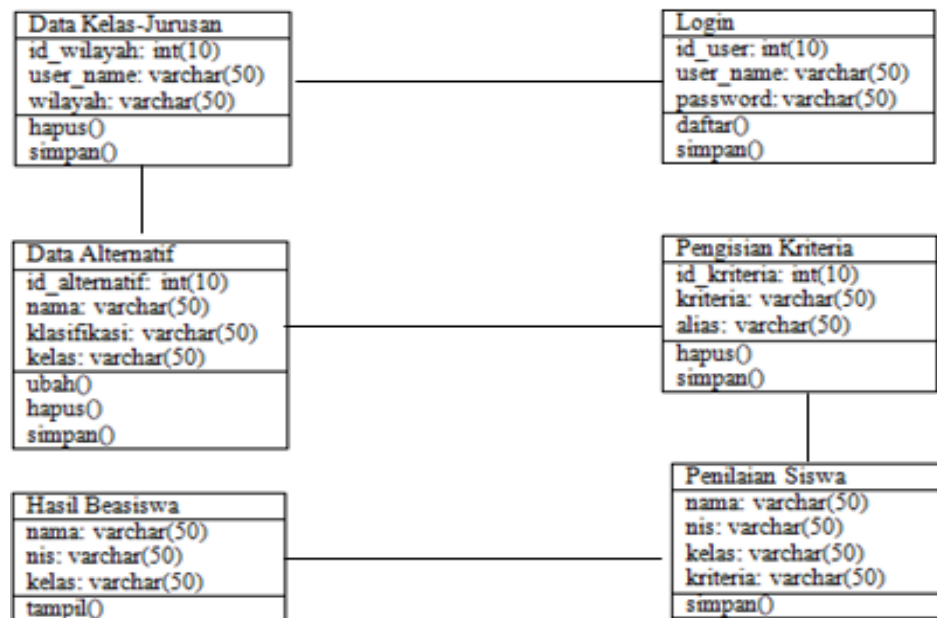 Data Kelas-Jurusan
id_wilayah: int(10)
user_name: varchar(50)
wilayah: varchar(50)
hapus()
simpan()
Login
id_user: int(10)
user_name: varchar(50)
password: varchar(50)
daftar()
simpan()
Data Alternatif
id_alternatif: int(10)
nama: varchar(50)
klasifikasi: varchar(50)
kelas: varchar(50)
ubah()
hapus()
simpan()
Pengisian Kriteria
id_kriteria: int(10)
kriteria: varchar(50)
alias: varchar(50)
hapus()
simpan()
Hasil Beasiswa
nama: varchar(50)
nis: varchar(50)
kelas: varchar(50)
tampil()
Penilaian Siswa
nama: varchar(50)
nis: varchar(50)
kelas: varchar(50)
kriteria: varchar(50)
simpan()